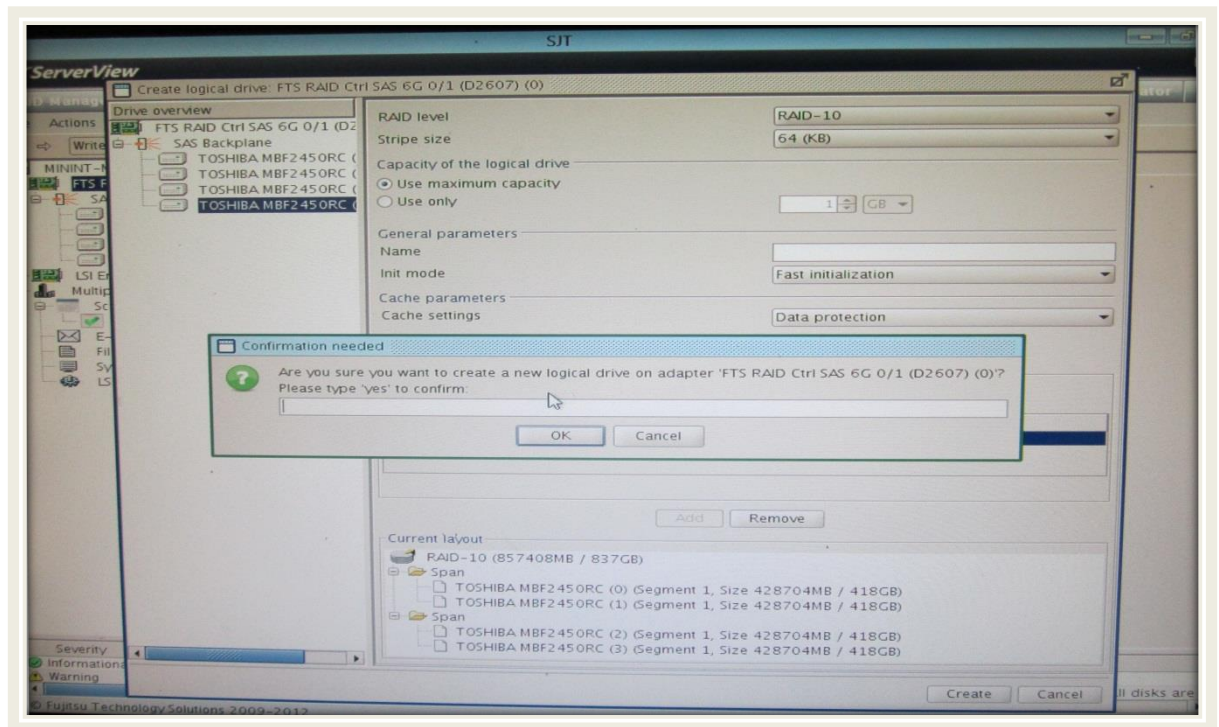 SJT
ServerView
Create logical drive: FTS RAID Ctrl SAS 6G 0/1 (D2607) (0)
Actions
Write
MININT-
FTS
SA
LSI
Multip
Sc
E-
Fil
Sy
LS
Drive overview
FTS RAID Ctrl SAS 6G 0/1 (D2
SAS Backplane
TOSHIBA MBF2450RC (
TOSHIBA MBF2450RC (
TOSHIBA MBF2450RC (
TOSHIBA MBF2450RC (
RAID level RAID-10
Stripe size 64 (KB)
Capacity of the logical drive
Use maximum capacity
Use only 1 GB
General parameters
Name
Init mode Fast initialization
Cache parameters
Cache settings Data protection
Confirmation needed
Are you sure you want to create a new logical drive on adapter 'FTS RAID Ctrl SAS 6G 0/1 (D2607) (0)'?
Please type 'yes' to confirm:
OK Cancel
Add Remove
Current layout
RAID-10 (857408MB / 837GB)
Span
TOSHIBA MBF2450RC (0) (Segment 1, Size 428704MB / 418GB)
TOSHIBA MBF2450RC (1) (Segment 1, Size 428704MB / 418GB)
Span
TOSHIBA MBF2450RC (2) (Segment 1, Size 428704MB / 418GB)
TOSHIBA MBF2450RC (3) (Segment 1, Size 428704MB / 418GB)
Create Cancel
Severity
Informationa
Warning
ll disks are
© Fujitsu Technology Solutions 2009-2012